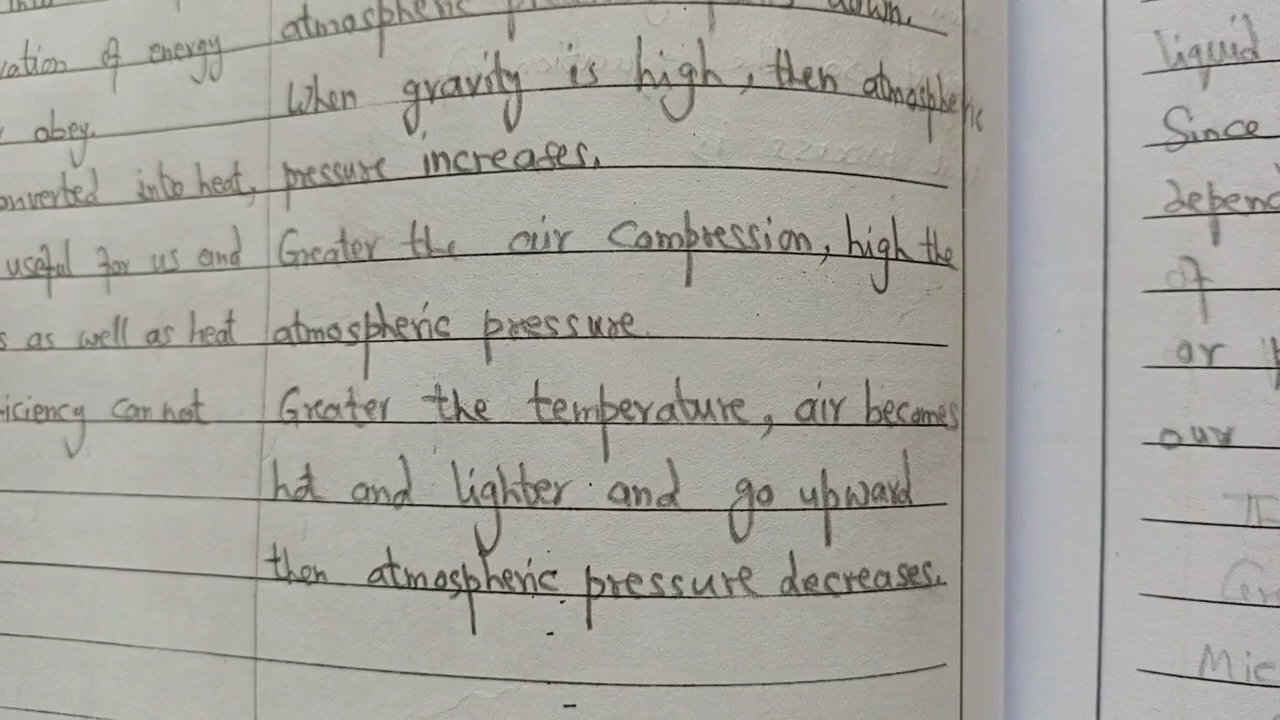 vation of energy
obey.
onverted into heat,
useful for us and
s as well as heat
iciency can not
atmospheric down.
When gravity is high, then atmospheric
pressure increases.
Greater the air compression, high the
atmospheric pressure.
Greater the temperature, air becomes
hot and lighter and go upward
then atmospheric pressure decreases.
liquid
Since
depend
of
or
our
Mic